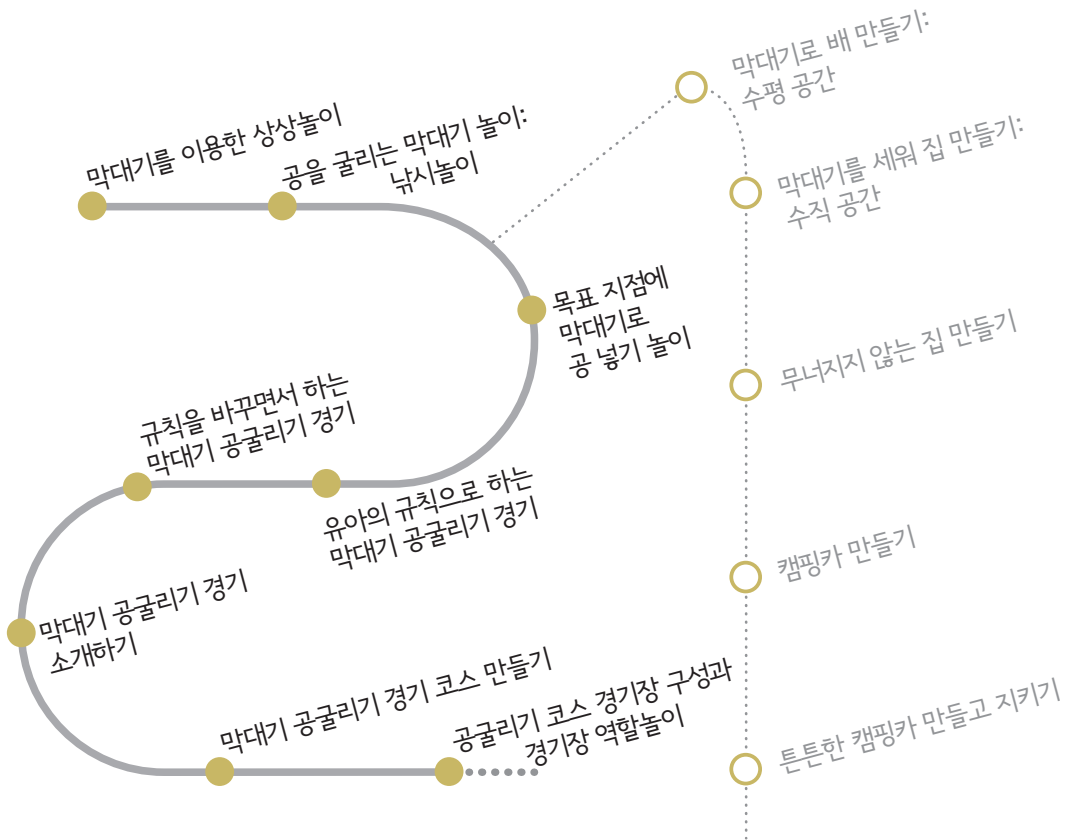 막대기를 이용한 상상놀이
공을 굴리는 막대기 놀이:
낚시놀이
목표 지점에
막대기로
공 넣기 놀이
유아의 규칙으로 하는
막대기 공굴리기 경기
규칙을 바꾸면서 하는
막대기 공굴리기 경기
막대기 공굴리기 경기
소개하기
막대기 공굴리기 경기 코스 만들기
공굴리기 코스 경기장 구성과
경기장 역할놀이
막대기로 배 만들기:
수평 공간
막대기를 세워 집 만들기:
수직 공간
무너지지 않는 집 만들기
캠핑카 만들기
튼튼한 캠핑카 만들고 지키기